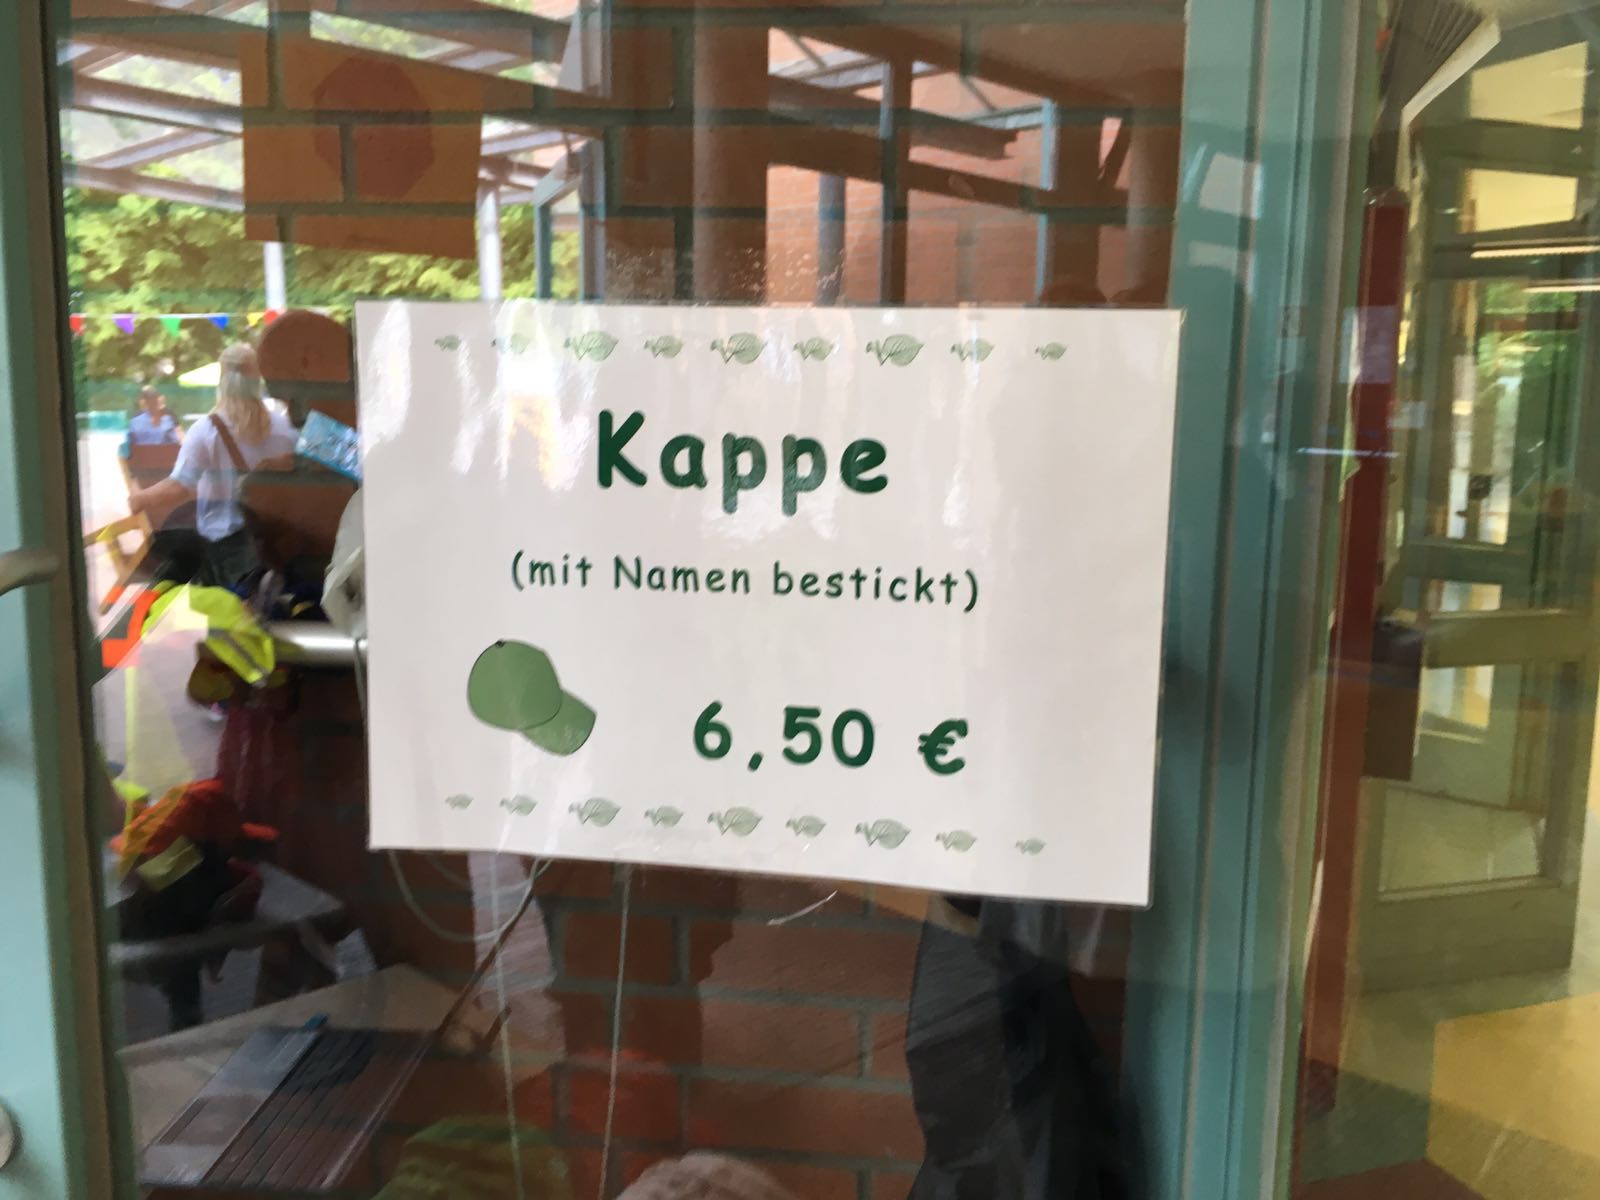 Kappe
(mit Namen bestickt)
6,50 €